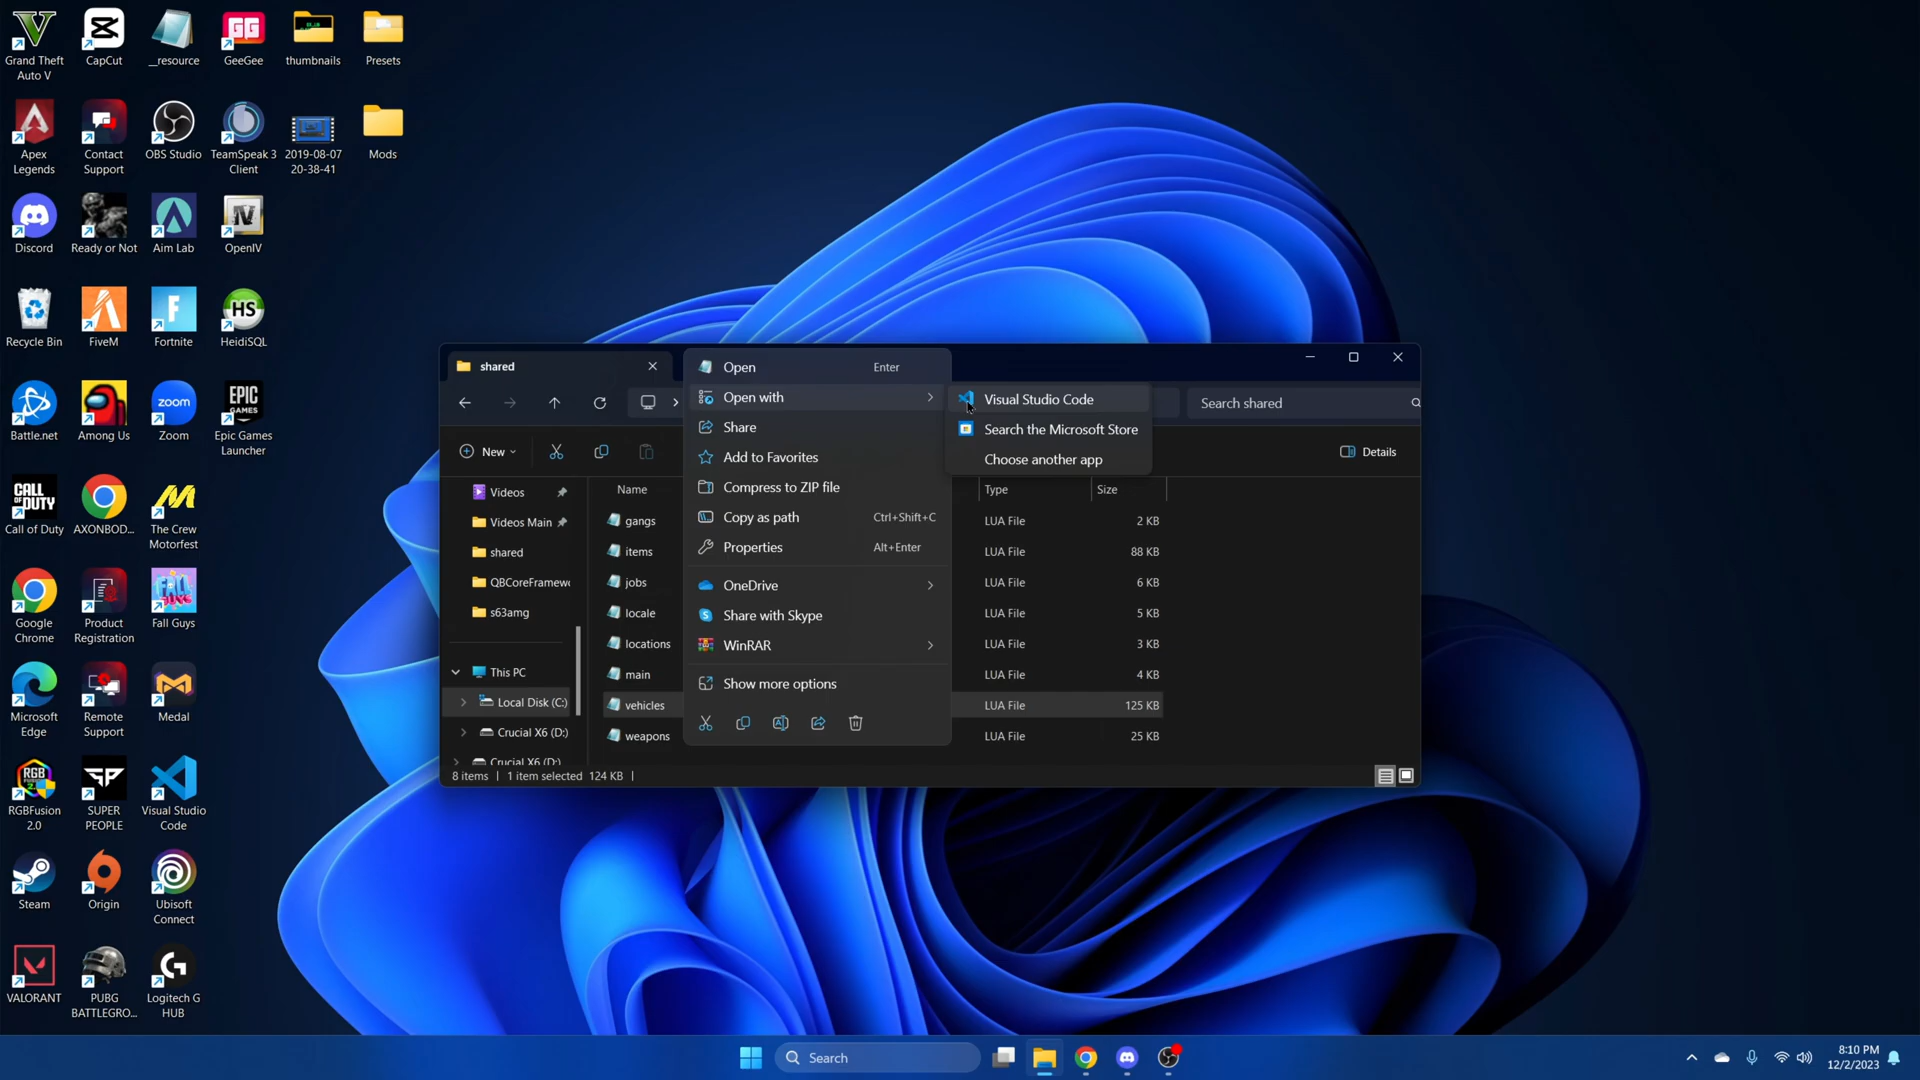 Grand Theft
Auto V
CapCut
__resource
GeeGee
thumbnails
Presets
Apex
Legends
Contact
Support
OBS Studio
TeamSpeak 3
Client
2019-08-07
20-38-41
Mods
Discord
Ready or Not
Aim Lab
OpenIV
Recycle Bin
FiveM
Fortnite
HeidiSQL
Battle.net
Among Us
Zoom
Epic Games
Launcher
Call of Duty
AXONBOD...
The Crew
Motorfest
Google
Chrome
Product
Registration
Fall Guys
Microsoft
Edge
Remote
Support
Medal
RGBFusion
2.0
SUPER
PEOPLE
Visual Studio
Code
Steam
Origin
Ubisoft
Connect
VALORANT
PUBG
BATTLEGRO...
Logitech G
HUB
shared
Search shared
New
Details
Videos
Videos Main
shared
QBCoreFramewo
s63amg
This PC
Local Disk (C:)
Crucial X6 (D:)
Crucial X6 (D:)
Name
Type
Size
gangs
LUA File
2 KB
items
LUA File
88 KB
jobs
LUA File
6 KB
locale
LUA File
5 KB
locations
LUA File
3 KB
main
LUA File
4 KB
vehicles
LUA File
125 KB
weapons
LUA File
25 KB
8 items
1 item selected
124 KB
Open
Enter
Open with
Share
Add to Favorites
Compress to ZIP file
Copy as path
Ctrl+Shift+C
Properties
Alt+Enter
OneDrive
Share with Skype
WinRAR
Show more options
Visual Studio Code
Search the Microsoft Store
Choose another app
Search
8:10 PM
12/2/2023